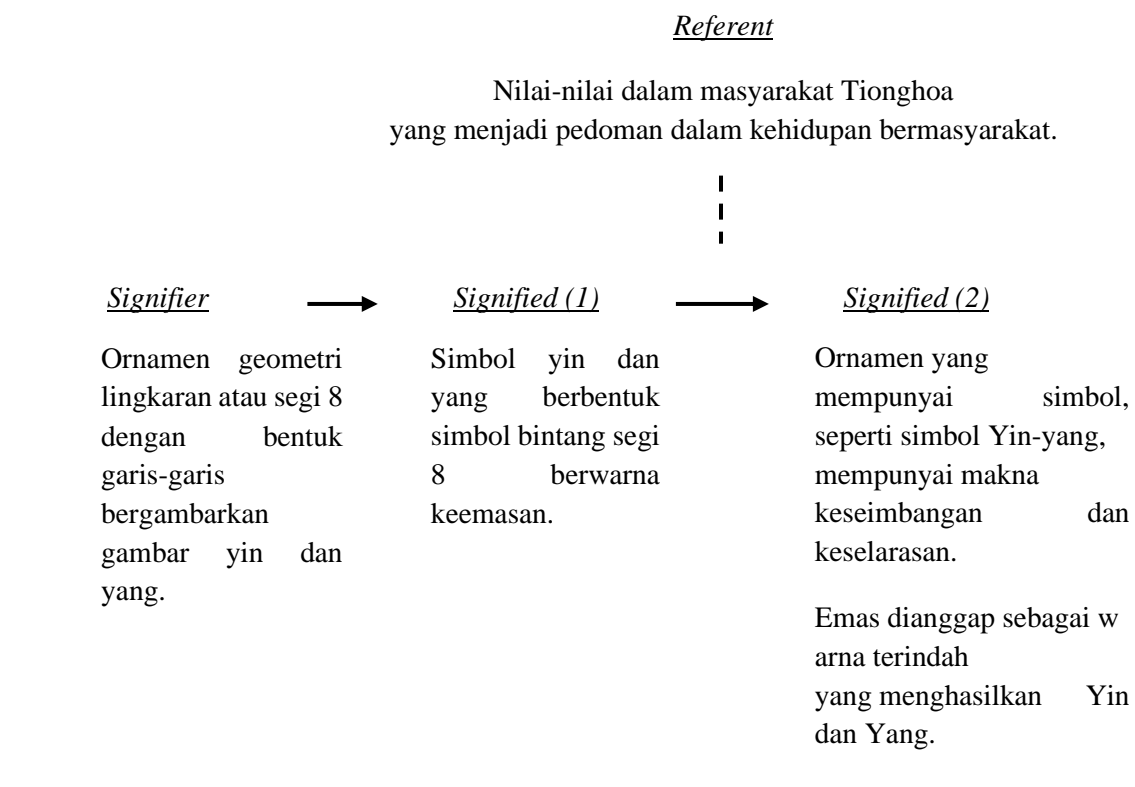 Referent
Nilai-nilai dalam masyarakat Tionghoa
yang menjadi pedoman dalam kehidupan bermasyarakat.
Signifier
Ornamen geometri
lingkaran atau segi 8
dengan bentuk
garis-garis
bergambarkan
gambar yin dan
yang.
Signified (1)
Simbol yin dan
yang berbentuk
simbol bintang segi
8 berwarna
keemasan.
Signified (2)
Ornamen yang
mempunyai simbol,
seperti simbol Yin-yang,
mempunyai makna
keseimbangan dan
keselarasan.
Emas dianggap sebagai w
arna terindah
yang menghasilkan Yin
dan Yang.